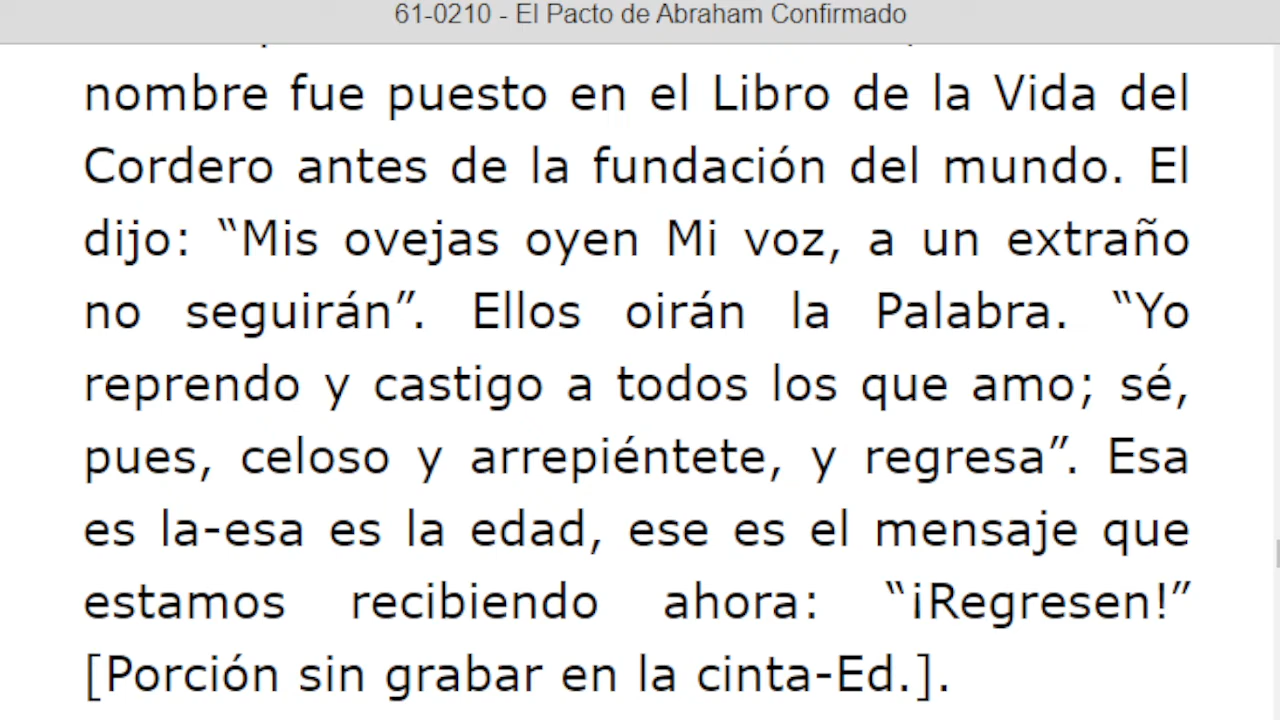 61-0210 - El Pacto de Abraham Confirmado
nombre fue puesto en el Libro de la Vida del
Cordero antes de la fundación del mundo. El
dijo: “Mis ovejas oyen Mi voz, a un extraño
no seguirán”. Ellos oirán la Palabra. “Yo
reprendo y castigo a todos los que amo; sé,
pues, celoso y arrepiéntete, y regresa”. Esa
es la-esa es la edad, ese es el mensaje que
estamos recibiendo ahora: “¡Regresen!”
[Porción sin grabar en la cinta-Ed.].